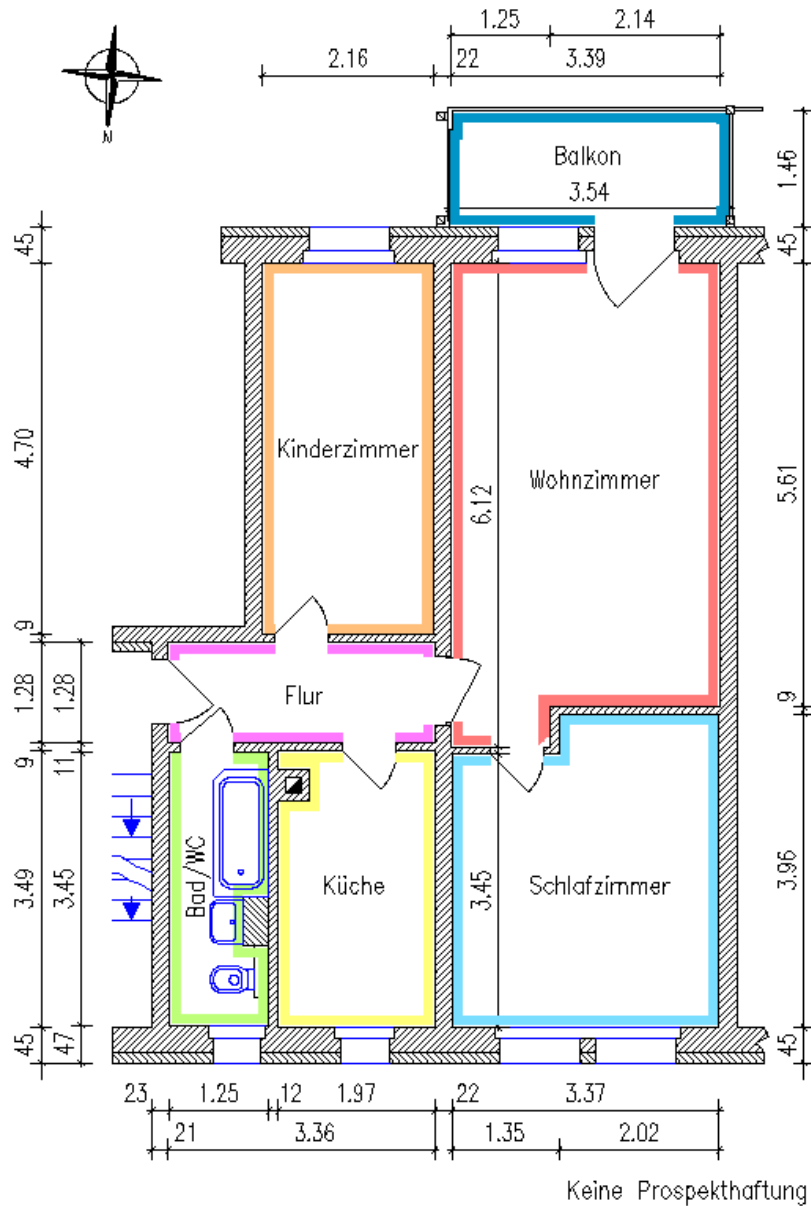 1.25 2.14
2.16 22 3.39
N
Balkon
3.54
1.46
45 45
Kinderzimmer
Wohnzimmer
4.70
6.12
5.61
9
1.28 1.28
Flur
9
9 11
3.49 3.45
Bad/WC
Küche
3.45
Schlafzimmer
3.96
45 47 45
23 1.25 12 1.97 22 3.37
21 3.36 1.35 2.02
Keine Prospekthaftung